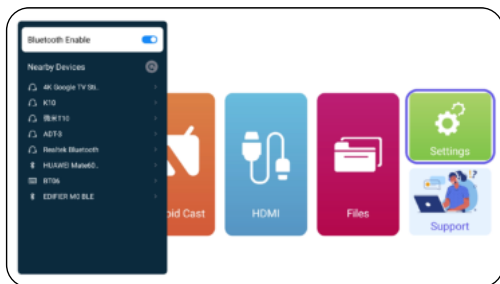 Bluetooth Enable
Nearby Devices
4K Google TV Sti..
K10
微米T10
ADT-3
Realtek Bluetooth
HUAWEI Mate60..
BT06
EDIFIER M0 BLE
oid Cast
HDMI
Files
Settings
Support